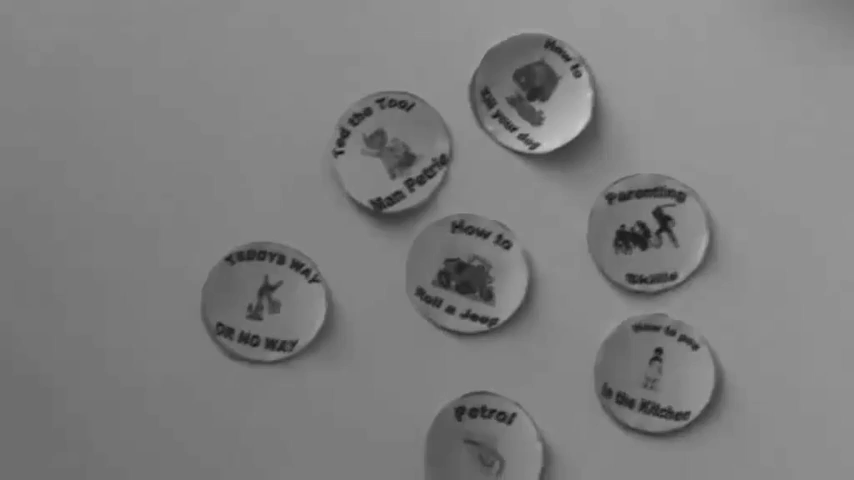 How to
Kill your dog
Ted the Tool
Man Petrie
Parenting
Skills
How to
Roll a Jeep
TEDDYS WAY
OR NO WAY
How to pee
in the Kitchen
Petrol